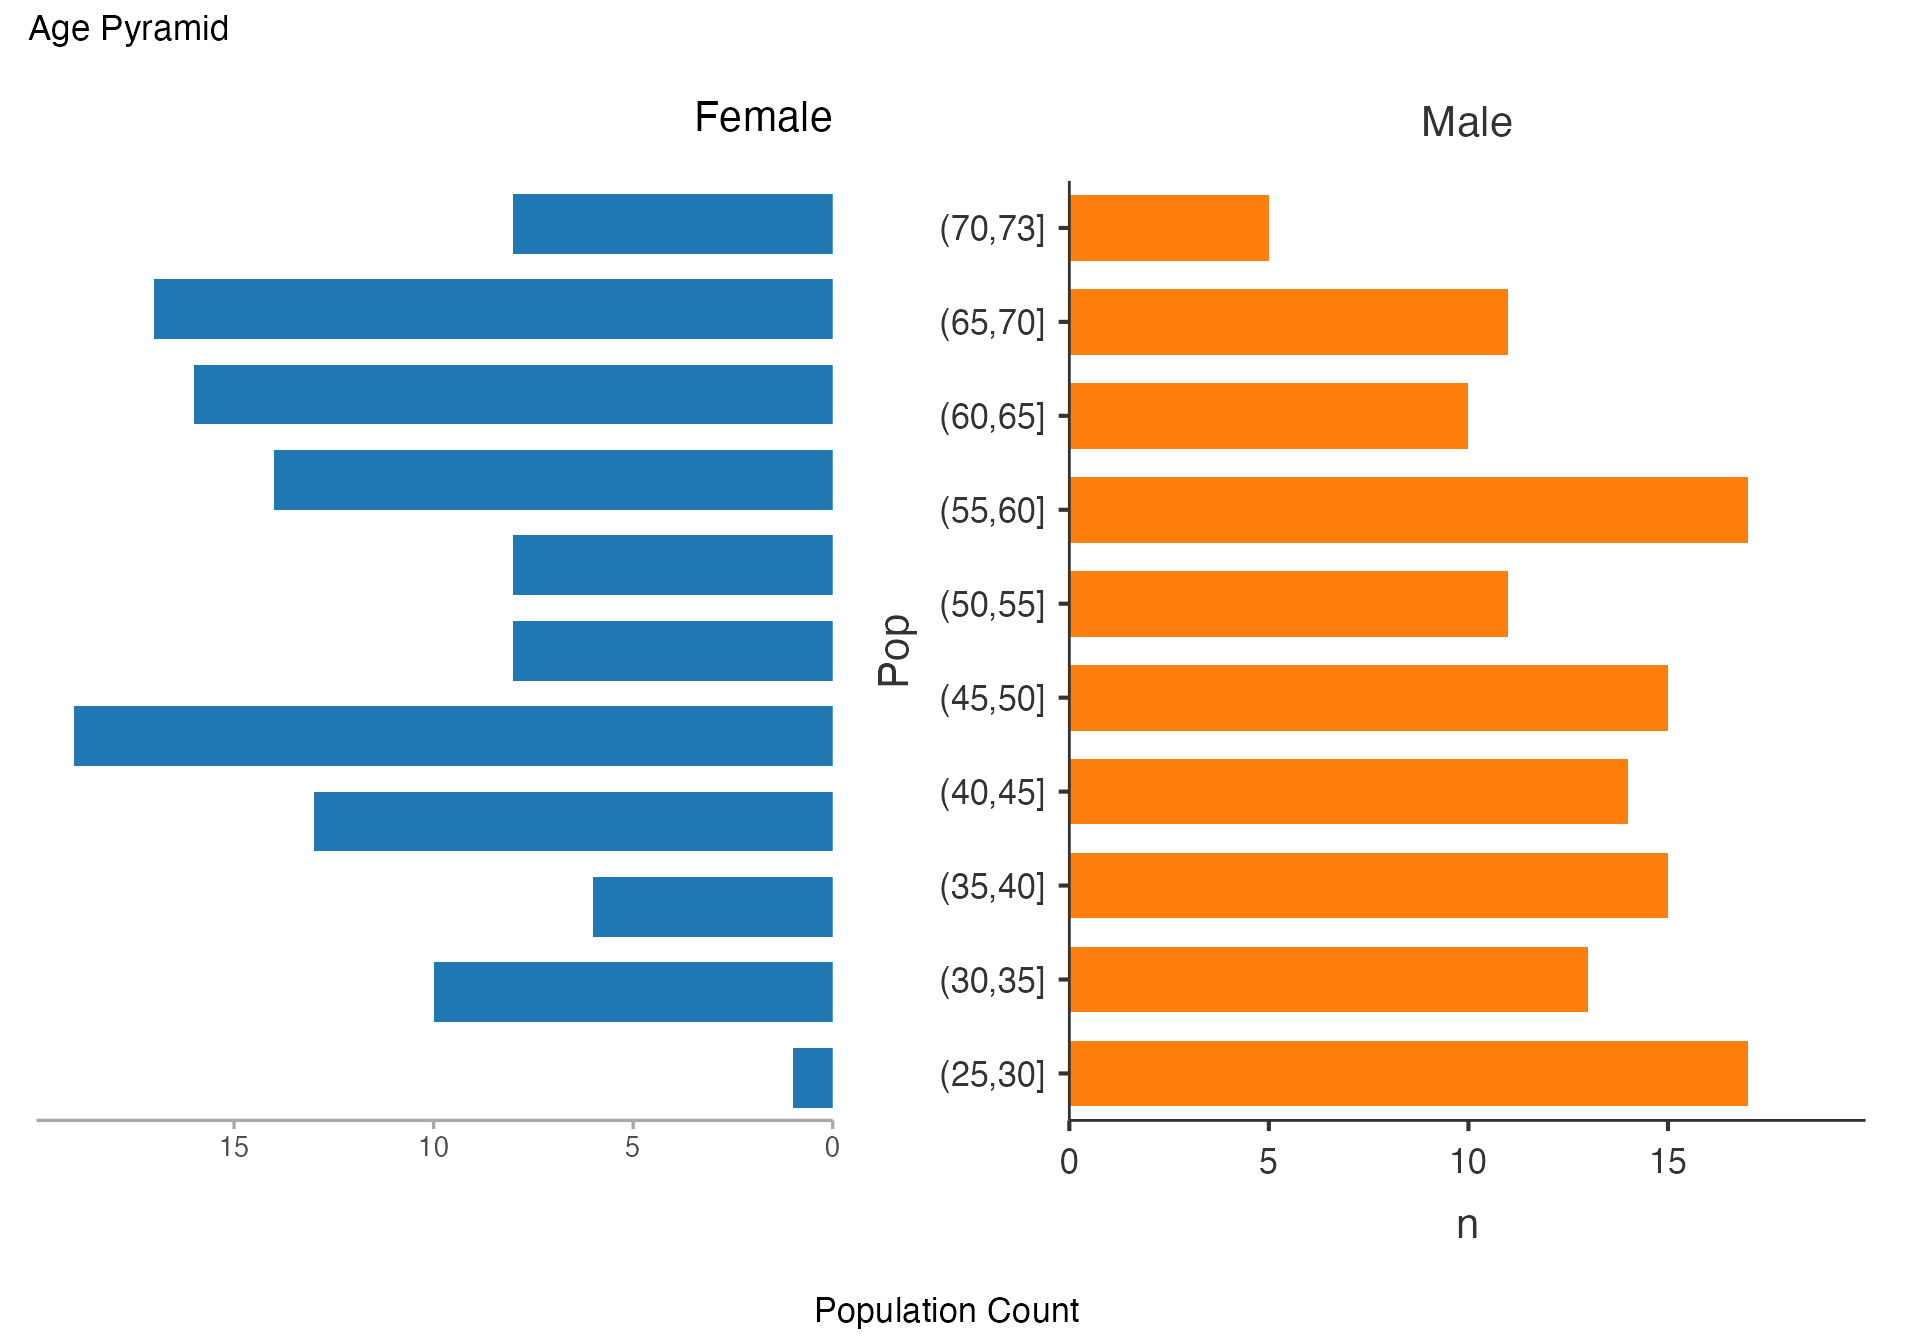 Age Pyramid
Female
Male
(70,73]
(65,70]
(60,65]
(55,60]
(50,55]
Pop
(45,50]
(40,45]
(35,40]
(30,35]
(25,30]
15 10 5 0
0 5 10 15
n
Population Count